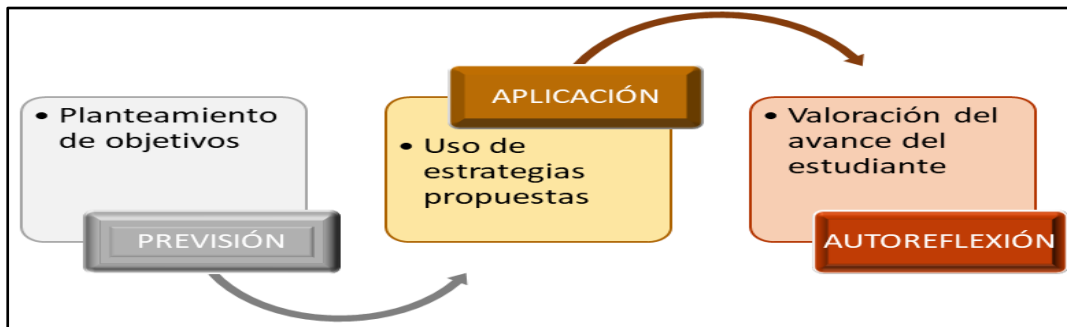 • Planteamiento
de objetivos
PREVISIÓN
APLICACIÓN
• Uso de
estrategias
propuestas
• Valoración del
avance del
estudiante
AUTOREFLEXIÓN